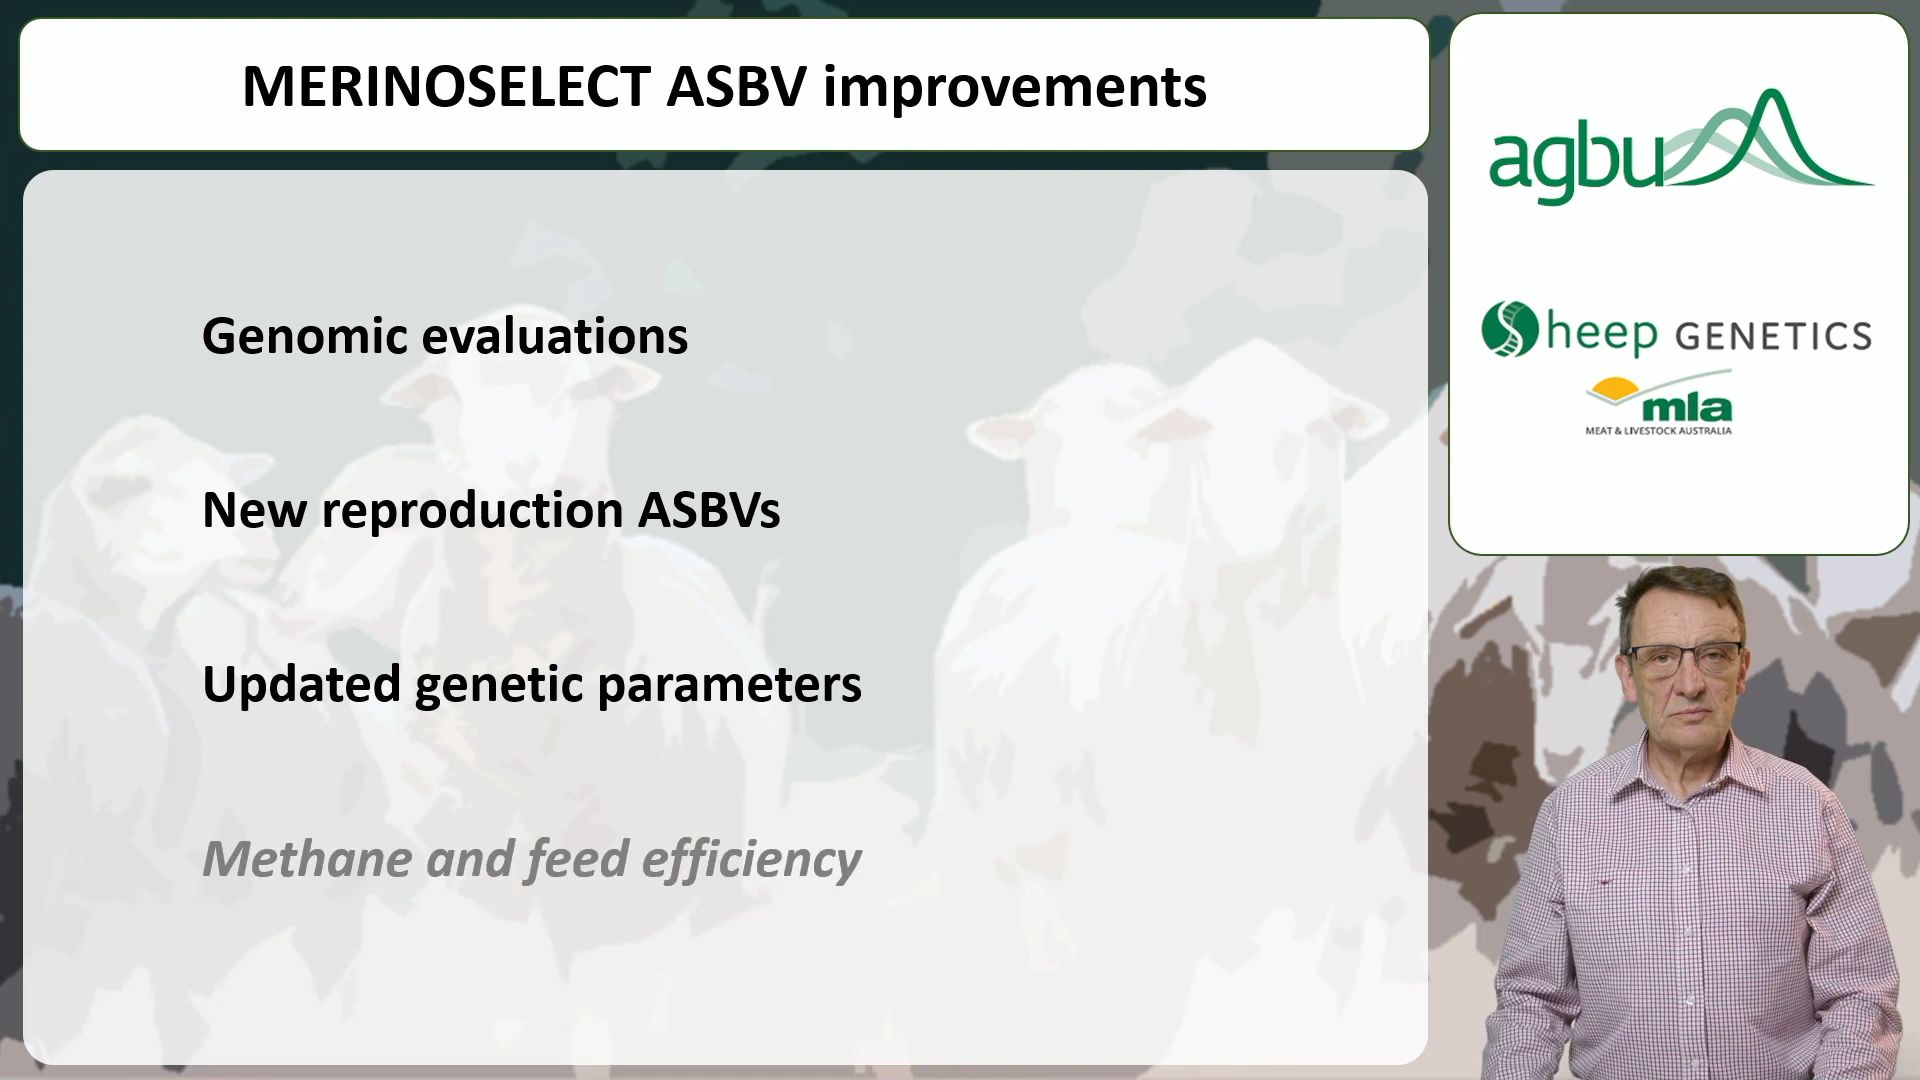 MERINOSELECT ASBV improvements
Genomic evaluations
New reproduction ASBVs
Updated genetic parameters
Methane and feed efficiency
agbu
Sheep GENETICS
mla
MEAT & LIVESTOCK AUSTRALIA